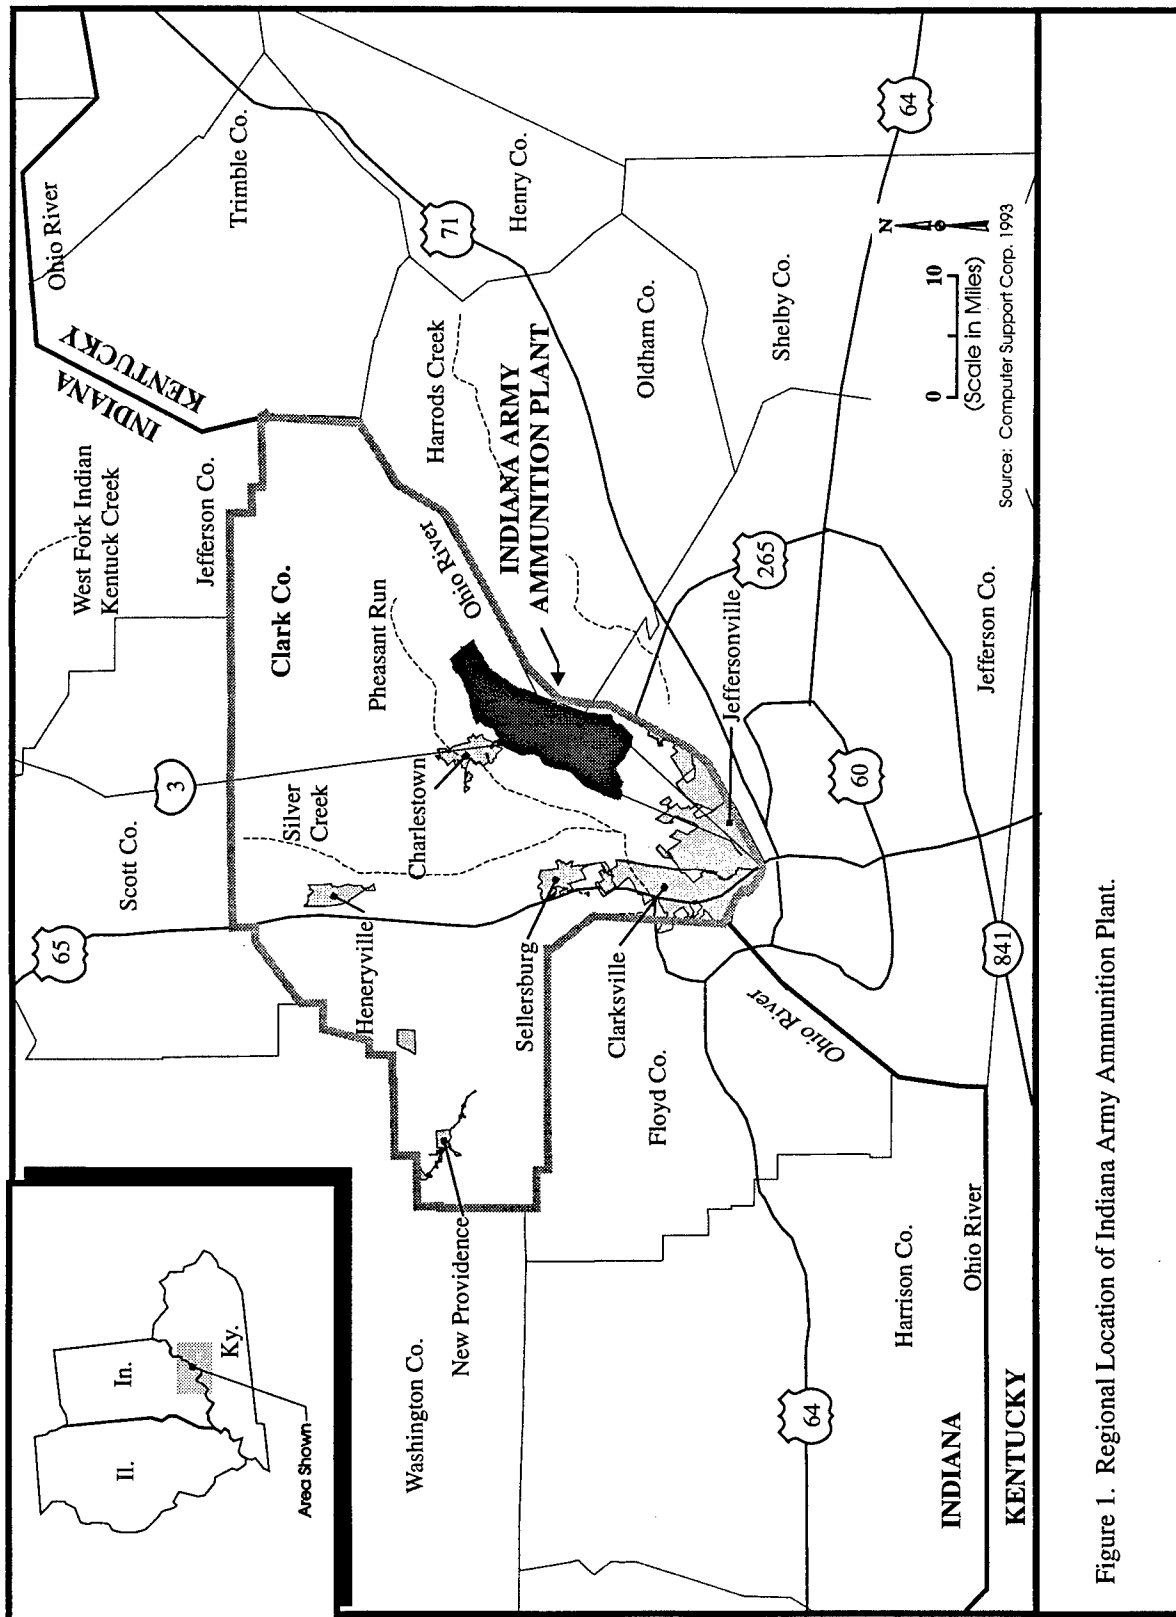 Il.
In.
Ky.
Area Shown
65
Scott Co.
3
West Fork Indian
Kentuck Creek
Jefferson Co.
INDIANA
KENTUCKY
Ohio River
Trimble Co.
Clark Co.
Silver
Creek
Pheasant Run
Heneryville
Charlestown
Washington Co.
New Providence
Ohio River
Harrods Creek
71
Henry Co.
INDIANA ARMY
AMMUNITION PLANT
Sellersburg
Clarksville
Floyd Co.
Jeffersonville
Oldham Co.
265
Shelby Co.
64
64
Ohio River
60
Harrison Co.
Ohio River
INDIANA
KENTUCKY
841
Jefferson Co.
N
0
10
(Scale in Miles)
Source: Computer Support Corp. 1993
Figure 1. Regional Location of Indiana Army Ammunition Plant.